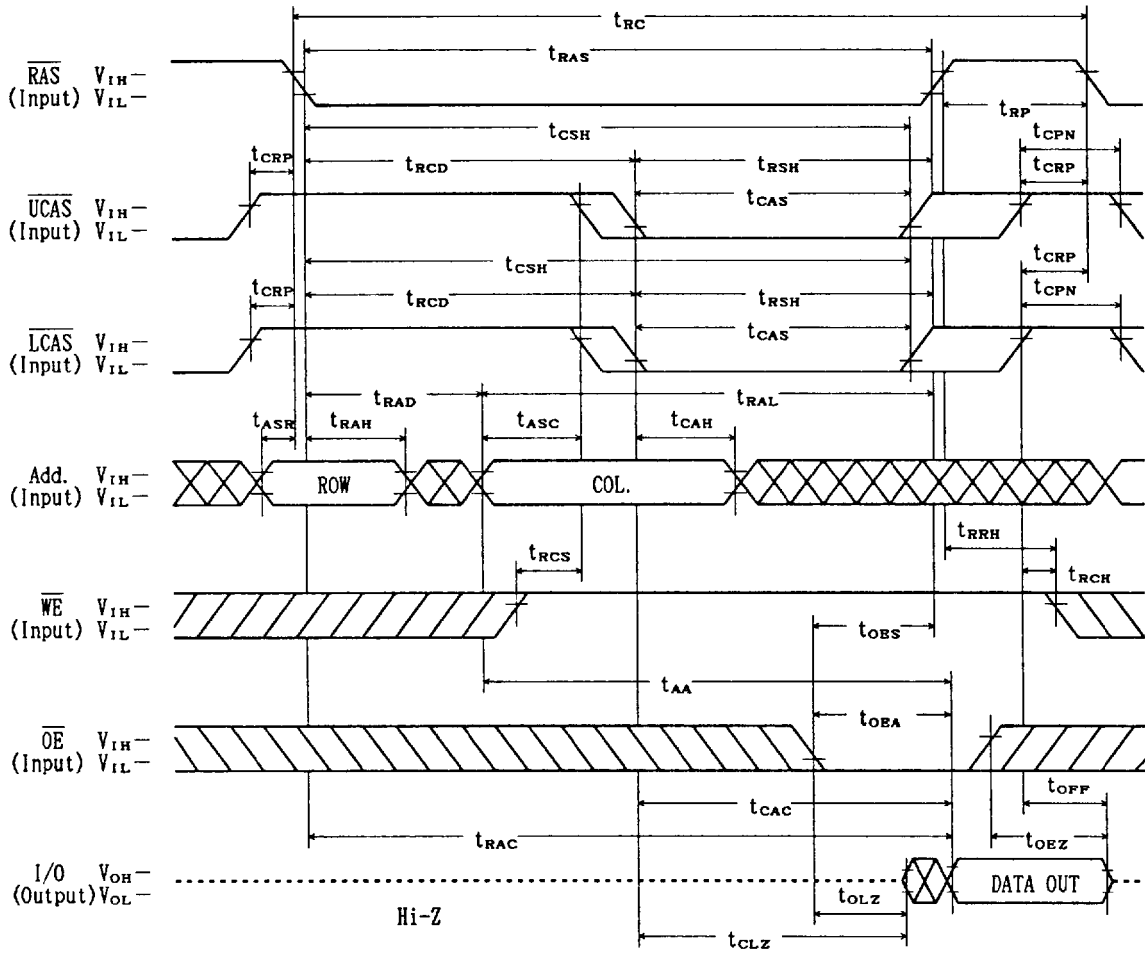 tRC
tRAS
RAS VIH
(Input) VIL
tRP
tCSH
tCPN
tCRP tRCD tRSH
tCRP
UCAS VIH
(Input) VIL
tCAS
tCSH
tCRP
tCRP tRCD tRSH
tCPN
LCAS VIH
(Input) VIL
tCAS
tRAD tRAL
tASR tRAH tASC tCAH
Add. VIH
(Input) VIL
ROW COL.
tRRH
tRCS
tRCH
WE VIH
(Input) VIL
tOES
tAA
tOEA
OE VIH
(Input) VIL
tOFF
tCAC
tRAC
tOEZ
I/O VOH
(Output) VOL
DATA OUT
tOLZ
Hi-Z
tCLZ